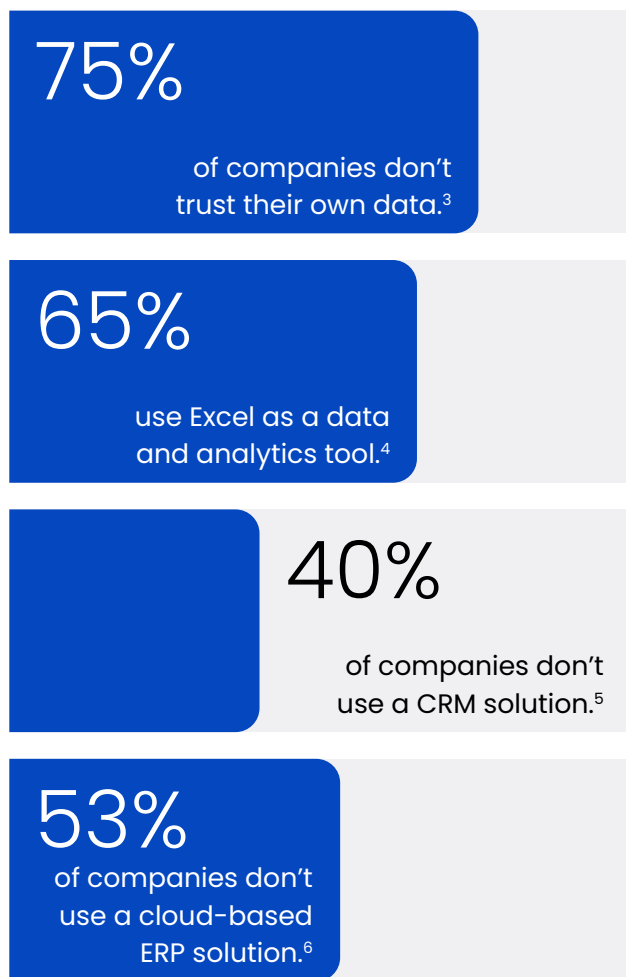 75%
of companies don’t
trust their own data.³
65%
use Excel as a data
and analytics tool.⁴
40%
of companies don’t
use a CRM solution.⁵
53%
of companies don’t
use a cloud-based
ERP solution.⁶